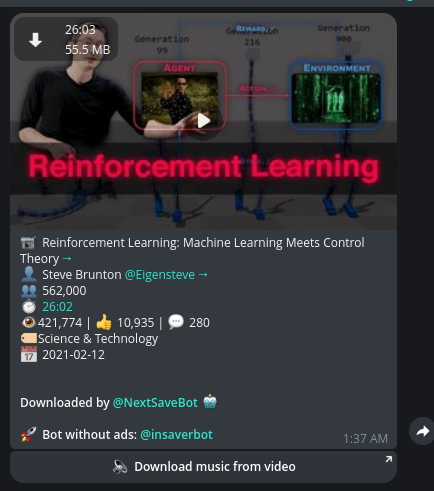 26:03
55.5 MB
Generation
99
REWARD, r
Generation
216
Generation
900
AGENT
ACTION,
ENVIRONMENT
Reinforcement Learning
Reinforcement Learning: Machine Learning Meets Control
Theory →
Steve Brunton @Eigensteve →
562,000
26:02
421,774 | 👍 10,935 | 💬 280
Science & Technology
2021-02-12
Downloaded by @NextSaveBot
Bot without ads: @insaverbot
1:37 AM
Download music from video